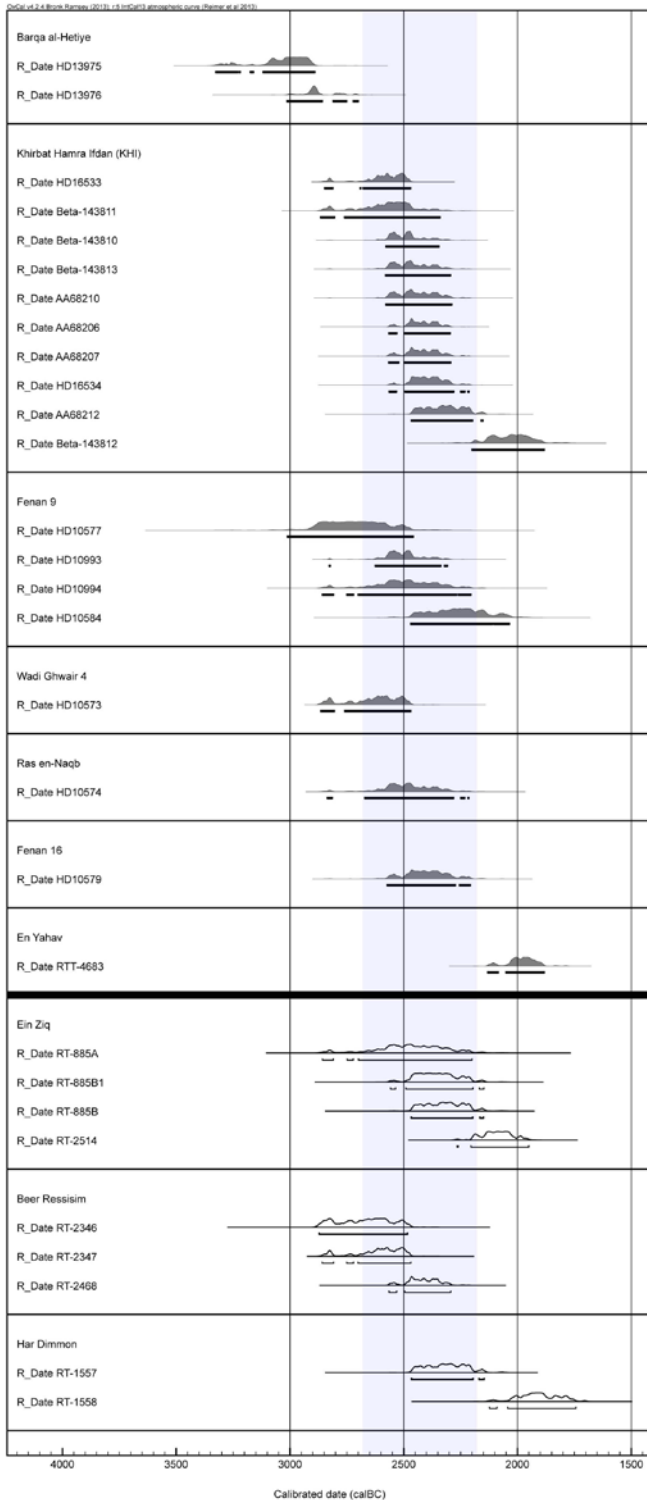 OxCal v4.2.4 Bronk Ramsey (2013); r:5 IntCal13 atmospheric curve (Reimer et al 2013)
Barqa al-Hetiye
R_Date HD13975
R_Date HD13976
Khirbat Hamra Ifdan (KHI)
R_Date HD16533
R_Date Beta-143811
R_Date Beta-143810
R_Date Beta-143813
R_Date AA68210
R_Date AA68206
R_Date AA68207
R_Date HD16534
R_Date AA68212
R_Date Beta-143812
Fenan 9
R_Date HD10577
R_Date HD10993
R_Date HD10994
R_Date HD10584
Wadi Ghwair 4
R_Date HD10573
Ras en-Naqb
R_Date HD10574
Fenan 16
R_Date HD10579
En Yahav
R_Date RTT-4683
Ein Ziq
R_Date RT-885A
R_Date RT-885B1
R_Date RT-885B
R_Date RT-2514
Beer Ressisim
R_Date RT-2346
R_Date RT-2347
R_Date RT-2468
Har Dimmon
R_Date RT-1557
R_Date RT-1558
4000 3500 3000 2500 2000 1500
Calibrated date (calBC)